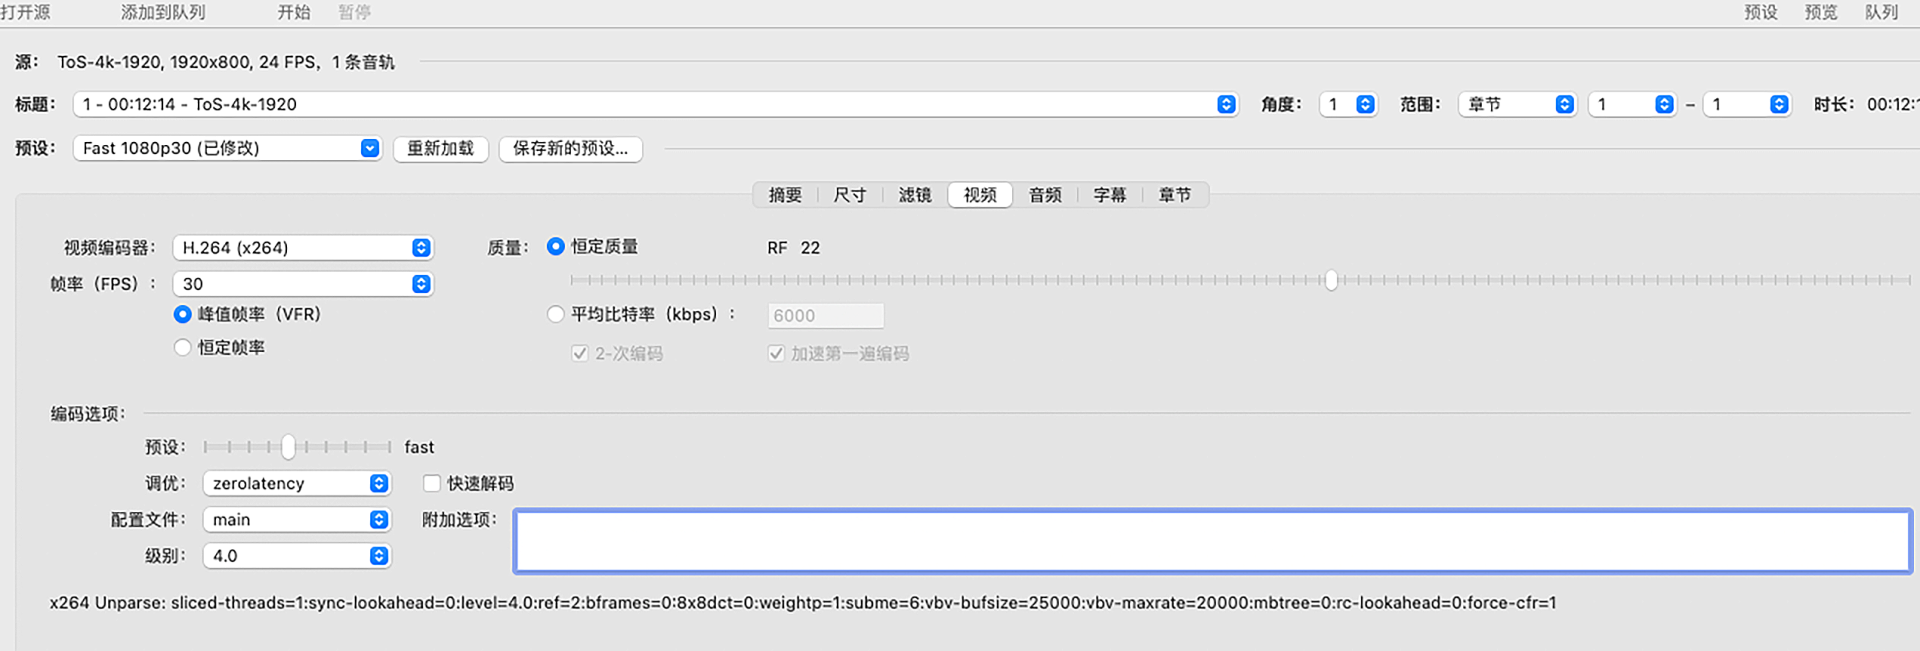 打开源 添加到队列 开始 暂停 预设 预览 队列
源： ToS-4k-1920, 1920x800, 24 FPS，1 条音轨
标题： 1 - 00:12:14 - ToS-4k-1920 角度： 1 范围： 章节 1 – 1 时长： 00:12:
预设： Fast 1080p30 (已修改) 重新加载 保存新的预设...
摘要 尺寸 滤镜 视频 音频 字幕 章节
视频编码器： H.264 (x264) 质量： 恒定质量 RF 22
帧率（FPS）： 30
峰值帧率（VFR） 平均比特率（kbps）： 6000
恒定帧率 2-次编码 加速第一遍编码
编码选项：
预设： fast
调优： zerolatency 快速解码
配置文件： main 附加选项：
级别： 4.0
x264 Unparse: sliced-threads=1:sync-lookahead=0:level=4.0:ref=2:bframes=0:8x8dct=0:weightp=1:subme=6:vbv-bufsize=25000:vbv-maxrate=20000:mbtree=0:rc-lookahead=0:force-cfr=1